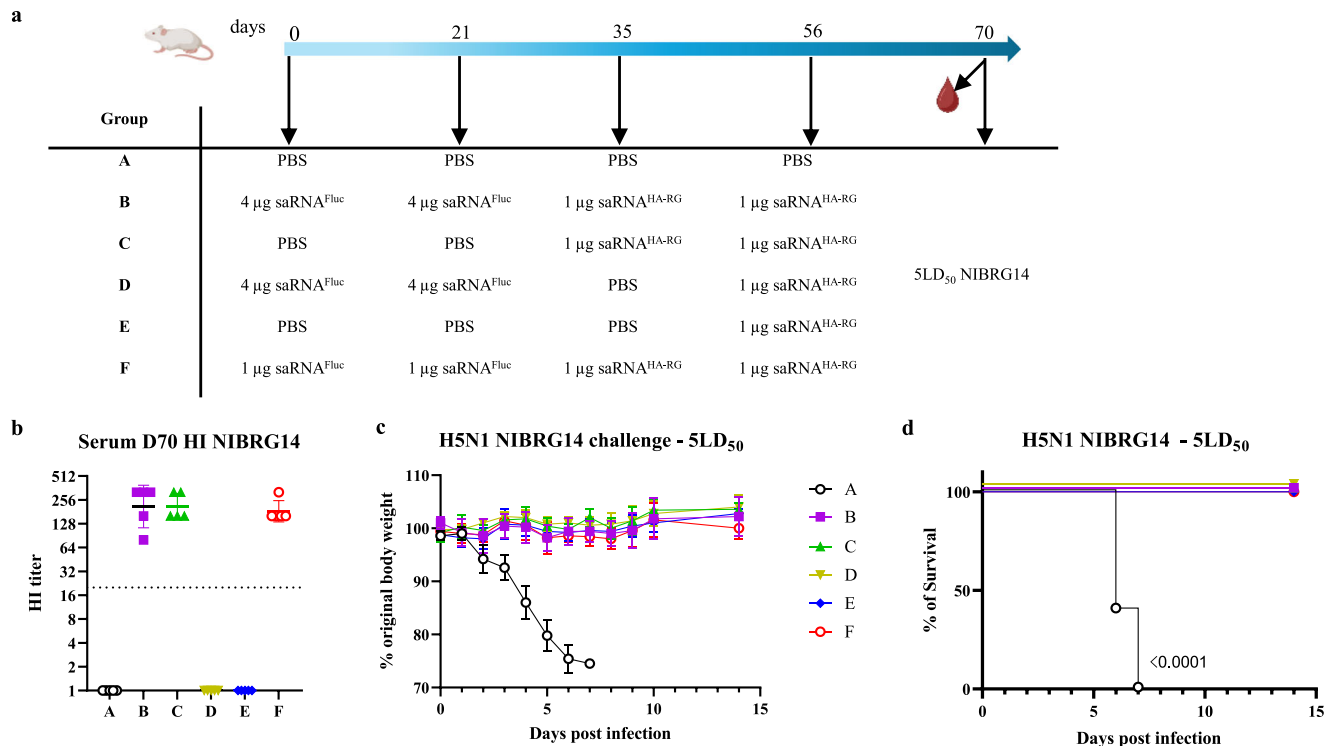 a
days 0 21 35 56 70
Group
A PBS PBS PBS PBS
B 4 µg saRNA^Fluc 4 µg saRNA^Fluc 1 µg saRNA^HA-RG 1 µg saRNA^HA-RG
C PBS PBS 1 µg saRNA^HA-RG 1 µg saRNA^HA-RG
D 4 µg saRNA^Fluc 4 µg saRNA^Fluc PBS 1 µg saRNA^HA-RG
5LD₅₀ NIBRG14
E PBS PBS PBS 1 µg saRNA^HA-RG
F 1 µg saRNA^Fluc 1 µg saRNA^Fluc 1 µg saRNA^HA-RG 1 µg saRNA^HA-RG
b
Serum D70 HI NIBRG14
HI titer
512
256
128
64
32
16
8
4
2
1
A B C D E F
c
H5N1 NIBRG14 challenge - 5LD₅₀
% original body weight
110
100
90
80
70
0 5 10 15
Days post infection
A
B
C
D
E
F
d
H5N1 NIBRG14 - 5LD₅₀
% of Survival
100
50
0
<0.0001
0 5 10 15
Days post infection